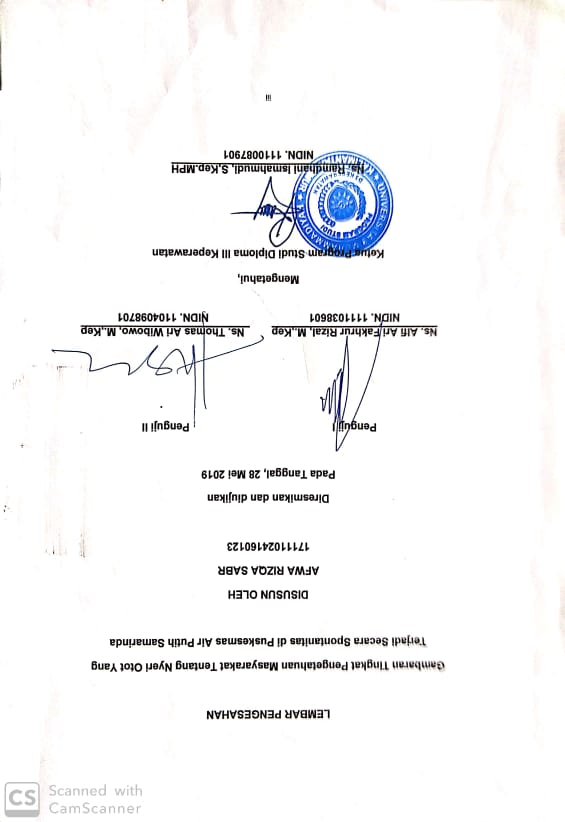 LEMBAR PENGESAHAN
Gambaran Tingkat Pengetahuan Masyarakat Tentang Nyeri Otot Yang
Terjadi Secara Spontanitas di Puskesmas Air Putih Samarinda
DISUSUN OLEH
AFWA RIZQA SABR
17111024160123
Diresmikan dan diujikan
Pada Tanggal, 28 Mei 2019
Penguji I
Penguji II
Ns. Alfi Ari Fakhrur Rizal, M.,Kep
Ns. Thomas Ari Wibowo, M.,Kep
NIDN. 1111038601
NIDN. 1104098701
Mengetahui,
Ketua Program Studi Diploma III Keperawatan
PROGRAM STUDI
Ns. Ramdhani Ismahmudi, S.Kep.MPH
NIDN. 1110087901
iii
CS
Scanned with
CamScanner